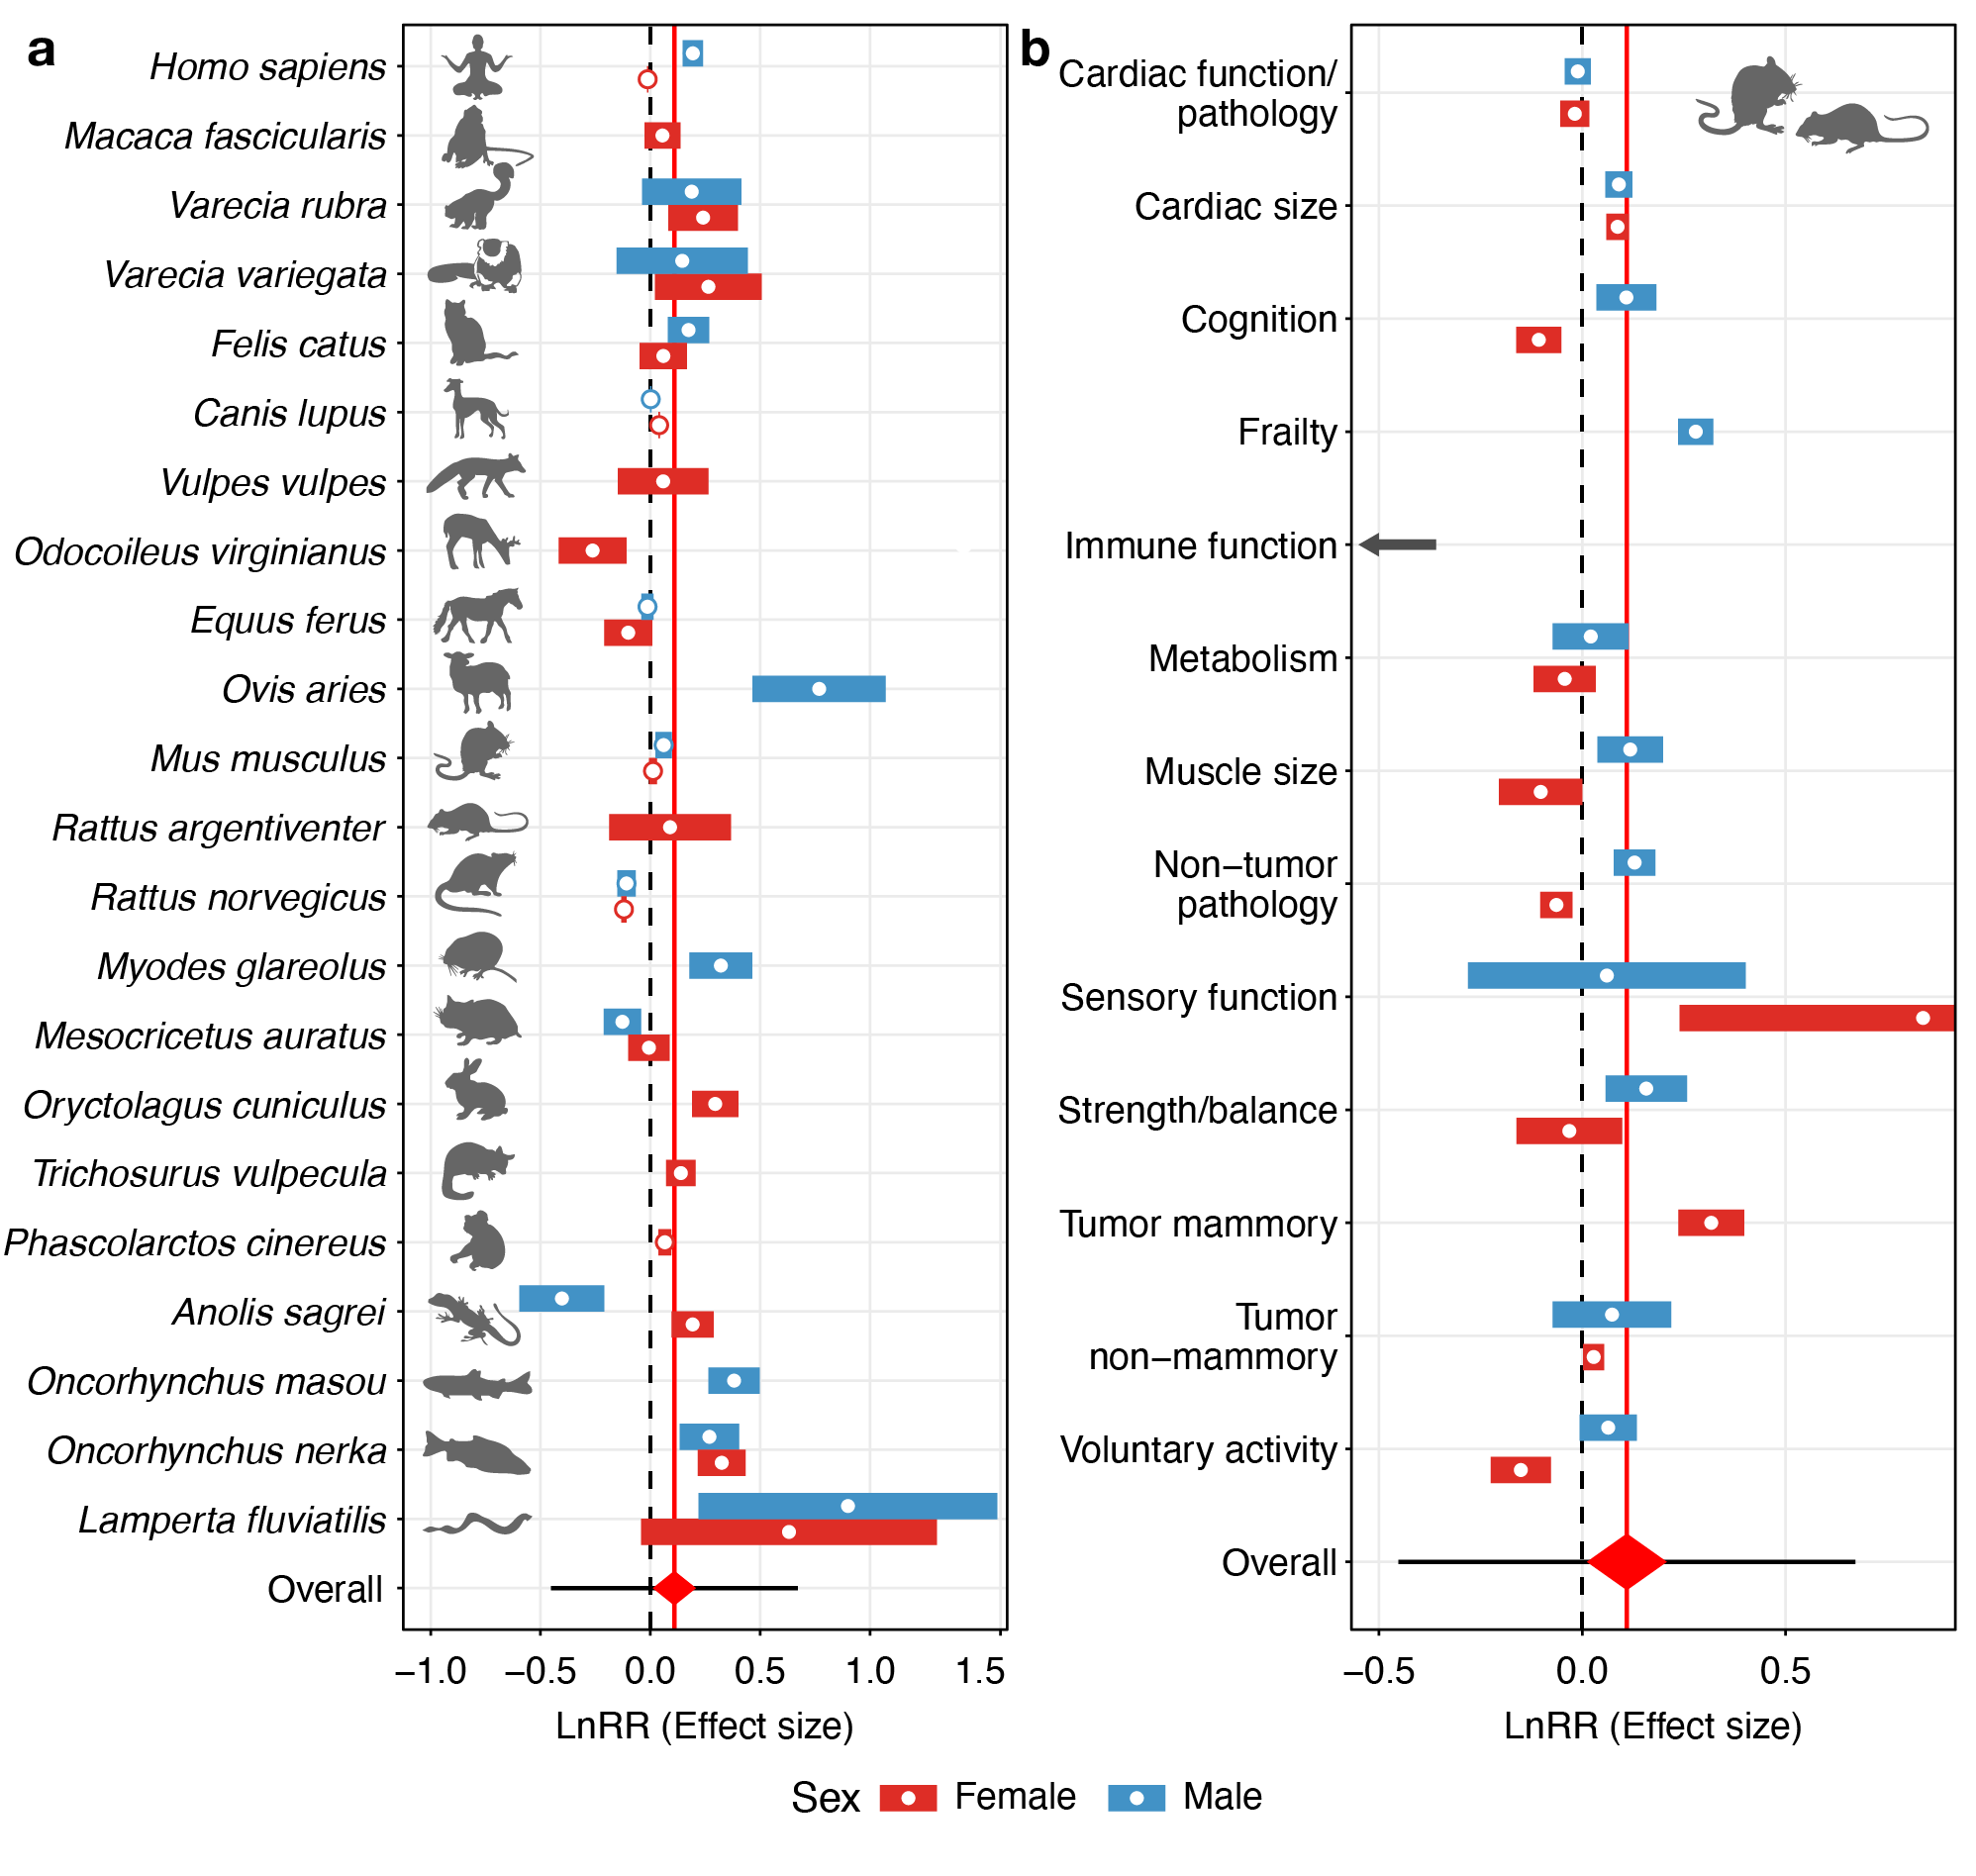 a
Homo sapiens
Macaca fascicularis
Varecia rubra
Varecia variegata
Felis catus
Canis lupus
Vulpes vulpes
Odocoileus virginianus
Equus ferus
Ovis aries
Mus musculus
Rattus argentiventer
Rattus norvegicus
Myodes glareolus
Mesocricetus auratus
Oryctolagus cuniculus
Trichosurus vulpecula
Phascolarctos cinereus
Anolis sagrei
Oncorhynchus masou
Oncorhynchus nerka
Lamperta fluviatilis
Overall
−1.0 −0.5 0.0 0.5 1.0 1.5
LnRR (Effect size)
b
Cardiac function/
pathology
Cardiac size
Cognition
Frailty
Immune function
Metabolism
Muscle size
Non−tumor
pathology
Sensory function
Strength/balance
Tumor mammory
Tumor
non−mammory
Voluntary activity
Overall
−0.5 0.0 0.5
LnRR (Effect size)
Sex Female Male